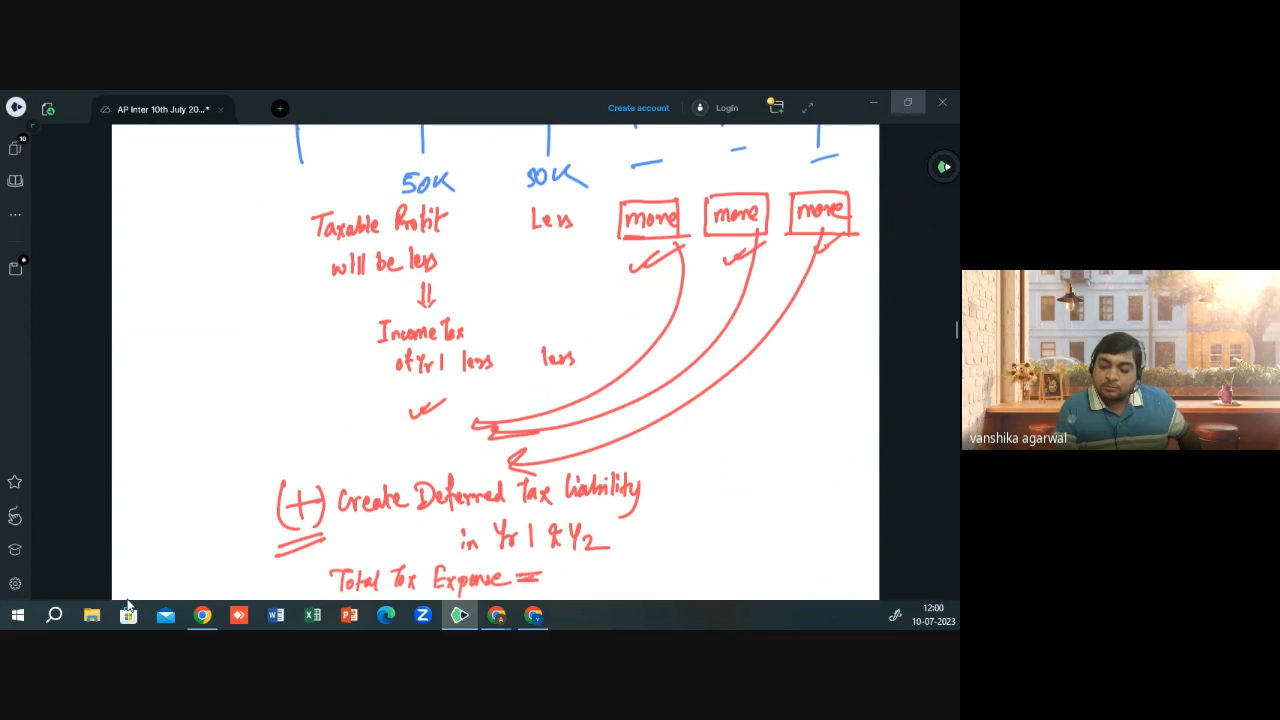 AP Inter 10th July 20...*
Create account
Login
10
50K 30K
Taxable Profit Less more more more
will be less
Income Tax
of Yr 1 less less
(+) Create Deferred Tax Liability
in Yr 1 & Y2
Total Tax Expense =
vanshika agarwal
12:00
10-07-2023